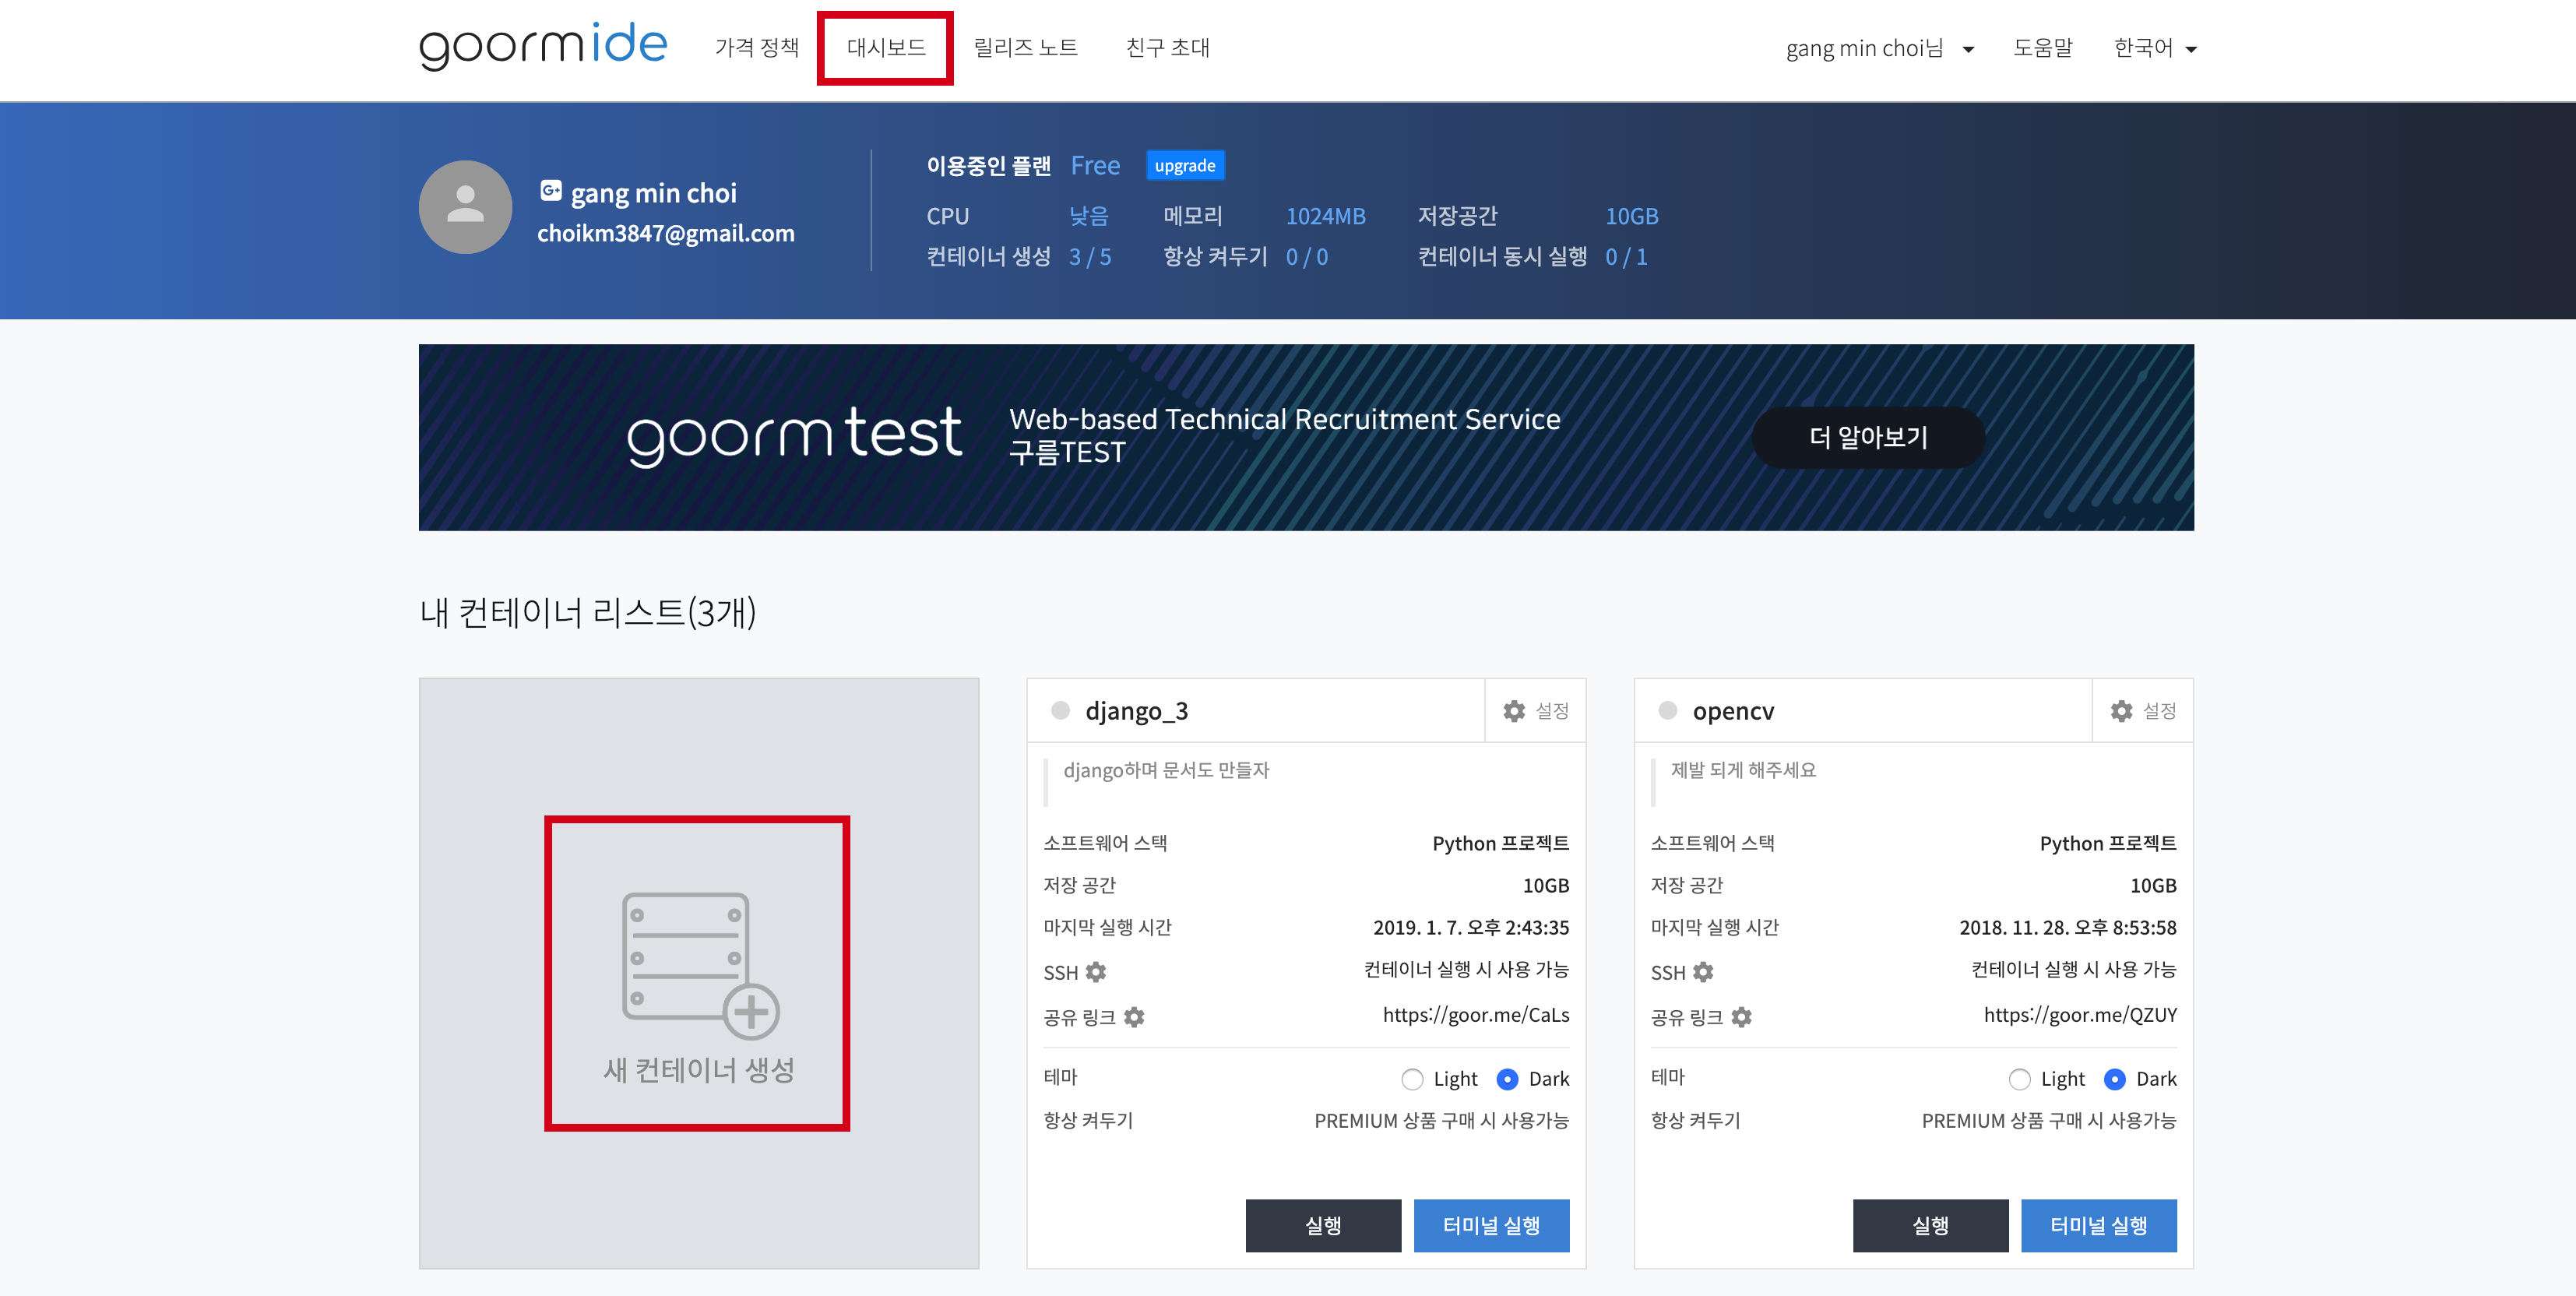 goormide 가격 정책 대시보드 릴리즈 노트 친구 초대 gang min choi님 도움말 한국어
이용중인 플랜 Free upgrade
G+ gang min choi
choikm3847@gmail.com
CPU 낮음 메모리 1024MB 저장공간 10GB
컨테이너 생성 3 / 5 항상 켜두기 0 / 0 컨테이너 동시 실행 0 / 1
goormtest
Web-based Technical Recruitment Service
구름TEST
더 알아보기
내 컨테이너 리스트(3개)
새 컨테이너 생성
django_3 설정
django하며 문서도 만들자
소프트웨어 스택 Python 프로젝트
저장 공간 10GB
마지막 실행 시간 2019. 1. 7. 오후 2:43:35
SSH 컨테이너 실행 시 사용 가능
공유 링크 https://goor.me/CaLs
테마 Light Dark
항상 켜두기 PREMIUM 상품 구매 시 사용가능
실행 터미널 실행
opencv 설정
제발 되게 해주세요
소프트웨어 스택 Python 프로젝트
저장 공간 10GB
마지막 실행 시간 2018. 11. 28. 오후 8:53:58
SSH 컨테이너 실행 시 사용 가능
공유 링크 https://goor.me/QZUY
테마 Light Dark
항상 켜두기 PREMIUM 상품 구매 시 사용가능
실행 터미널 실행